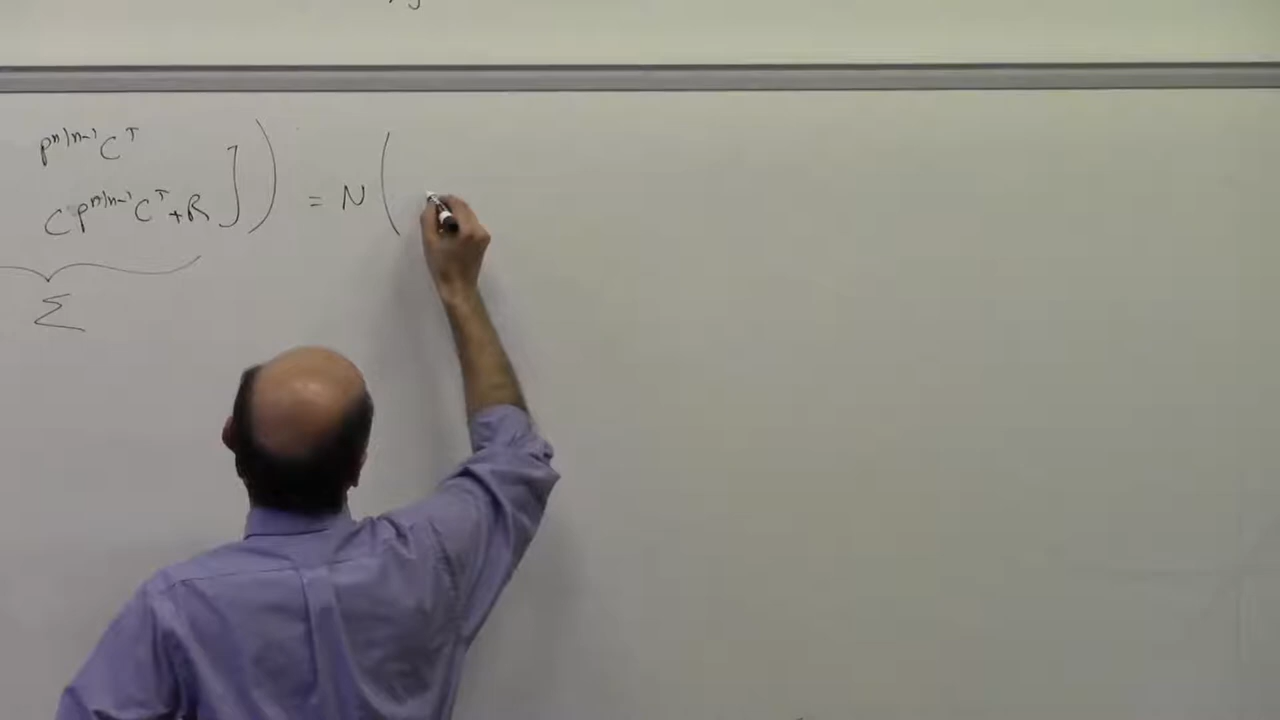 P^{n|n-1} C^T
C P^{n|n-1} C^T + R ] ) = N (
Σ